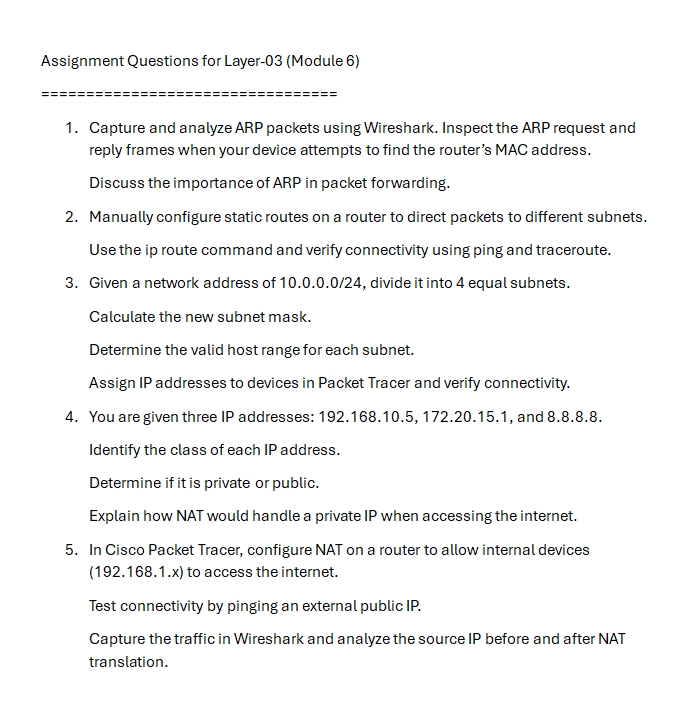 Assignment Questions for Layer-03 (Module 6)
=================================
1. Capture and analyze ARP packets using Wireshark. Inspect the ARP request and
reply frames when your device attempts to find the router’s MAC address.
Discuss the importance of ARP in packet forwarding.
2. Manually configure static routes on a router to direct packets to different subnets.
Use the ip route command and verify connectivity using ping and traceroute.
3. Given a network address of 10.0.0.0/24, divide it into 4 equal subnets.
Calculate the new subnet mask.
Determine the valid host range for each subnet.
Assign IP addresses to devices in Packet Tracer and verify connectivity.
4. You are given three IP addresses: 192.168.10.5, 172.20.15.1, and 8.8.8.8.
Identify the class of each IP address.
Determine if it is private or public.
Explain how NAT would handle a private IP when accessing the internet.
5. In Cisco Packet Tracer, configure NAT on a router to allow internal devices
(192.168.1.x) to access the internet.
Test connectivity by pinging an external public IP.
Capture the traffic in Wireshark and analyze the source IP before and after NAT
translation.